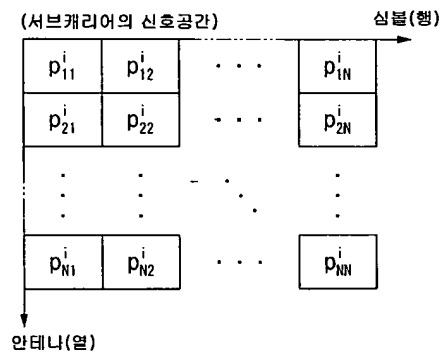 (서브캐리어의 신호공간)
심볼(행)
p^i_11 p^i_12 · · · p^i_1N
p^i_21 p^i_22 · · · p^i_2N
p^i_N1 p^i_N2 · · · p^i_NN
안테나(열)